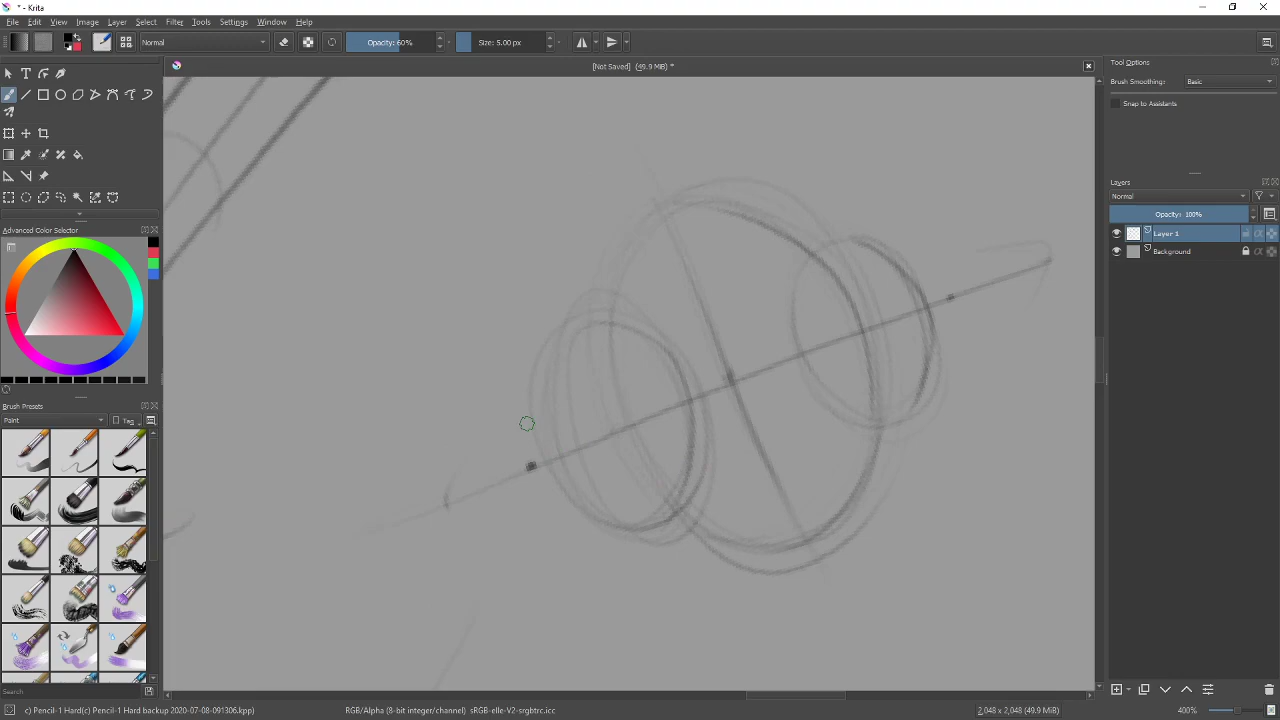 - Krita
File Edit View Image Layer Select Filter Tools Settings Window Help
Normal Opacity: 60% Size: 5.00 px
[Not Saved] (49.9 MiB) *
Tool Options
Brush Smoothing: Basic
Snap to Assistants
Layers
Normal
Opacity: 100%
Layer 1
Background
Advanced Color Selector
Brush Presets
Paint Tag
Search
c) Pencil-1 Hard(c) Pencil-1 Hard backup 2020-07-08-091306.kpp) RGB/Alpha (8-bit integer/channel) sRGB-elle-V2-srgbtrc.icc 2,048 x 2,048 (49.9 MiB) 400%